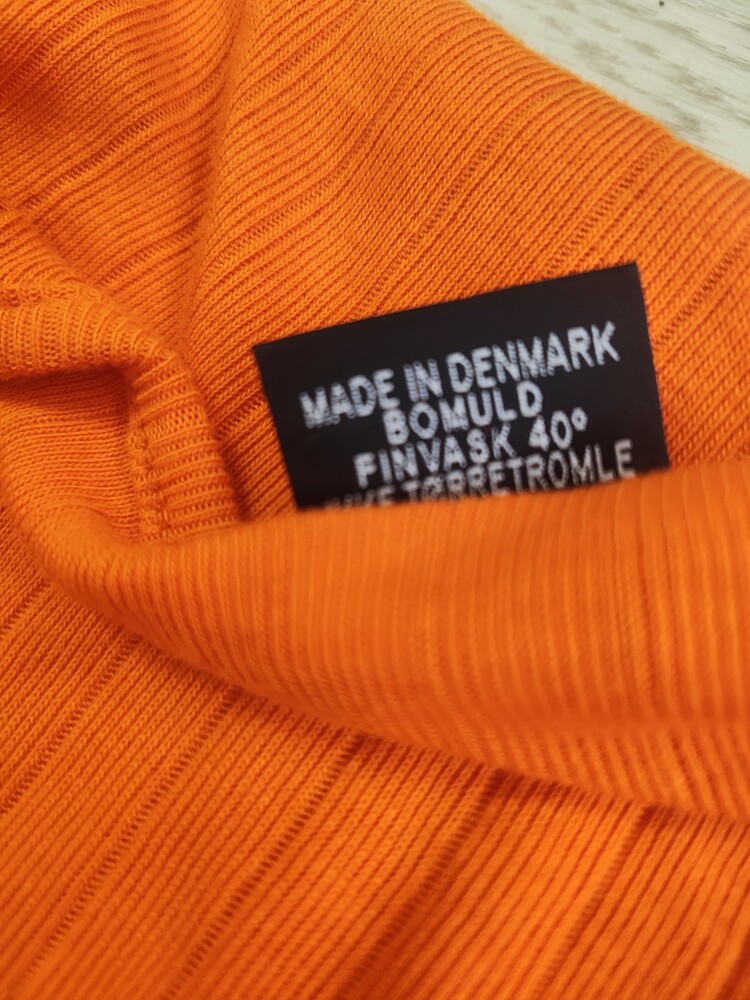 MADE IN DENMARK
BOMULD
FINVASK 40°
TØRRETROMLE